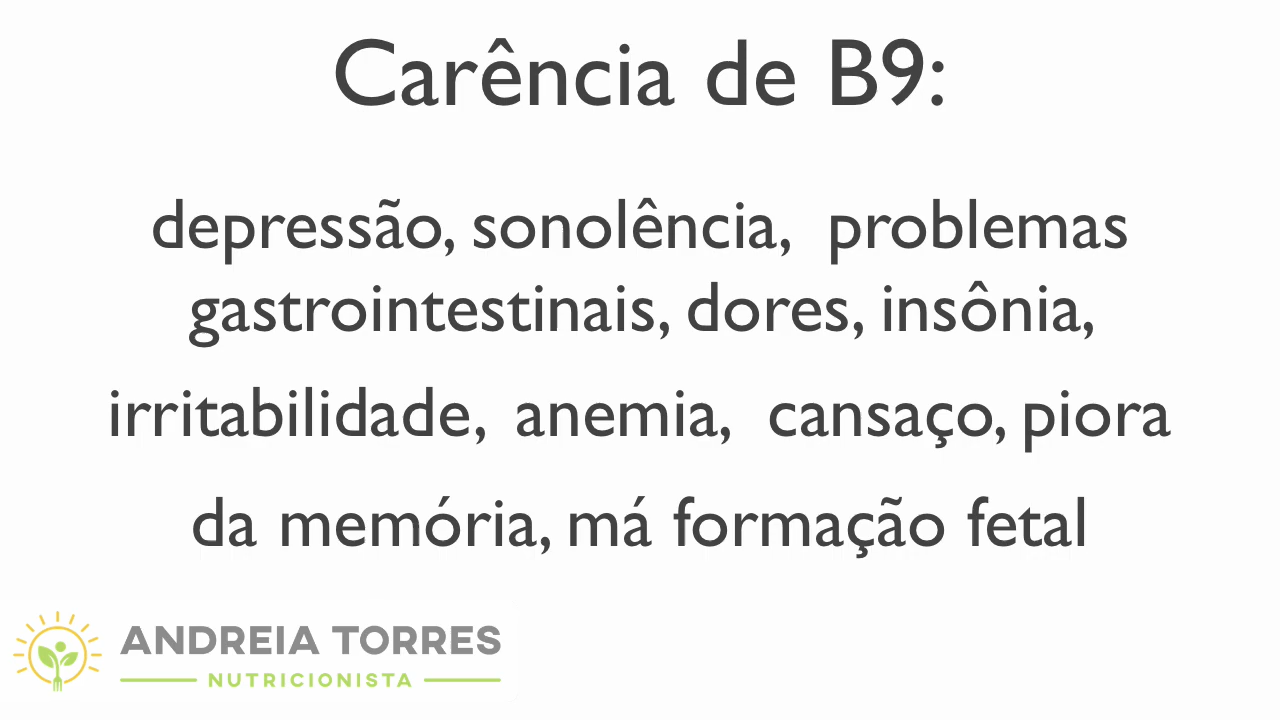 Carência de B9:
depressão, sonolência, problemas
gastrointestinais, dores, insônia,
irritabilidade, anemia, cansaço, piora
da memória, má formação fetal
ANDREIA TORRES
NUTRICIONISTA